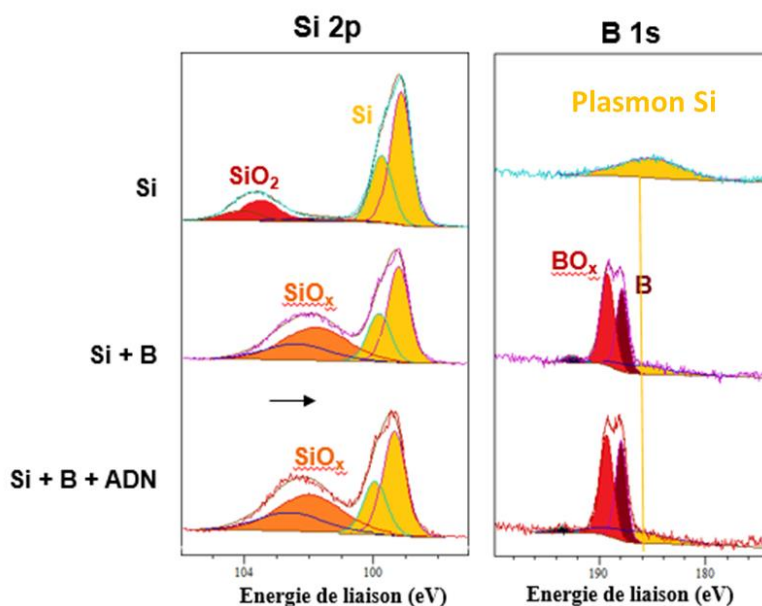 Si 2p
B 1s
Si
SiO₂
Si
Plasmon Si
Si + B
SiOₓ
BOₓ
B
Si + B + ADN
SiOₓ
104
100
190
180
Energie de liaison (eV)
Energie de liaison (eV)